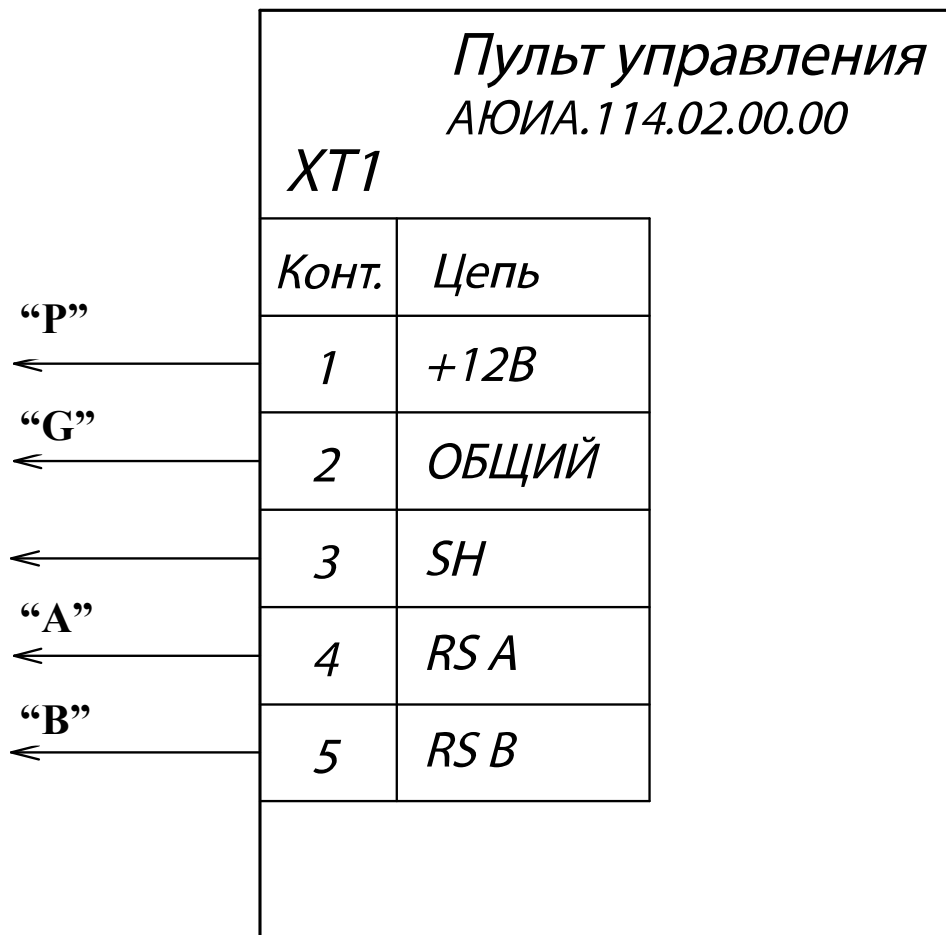 Пульт управления
АЮИА.114.02.00.00
XT1
Конт. Цепь
“P”
1 +12В
“G”
2 ОБЩИЙ
3 SH
“A”
4 RS A
“B”
5 RS B